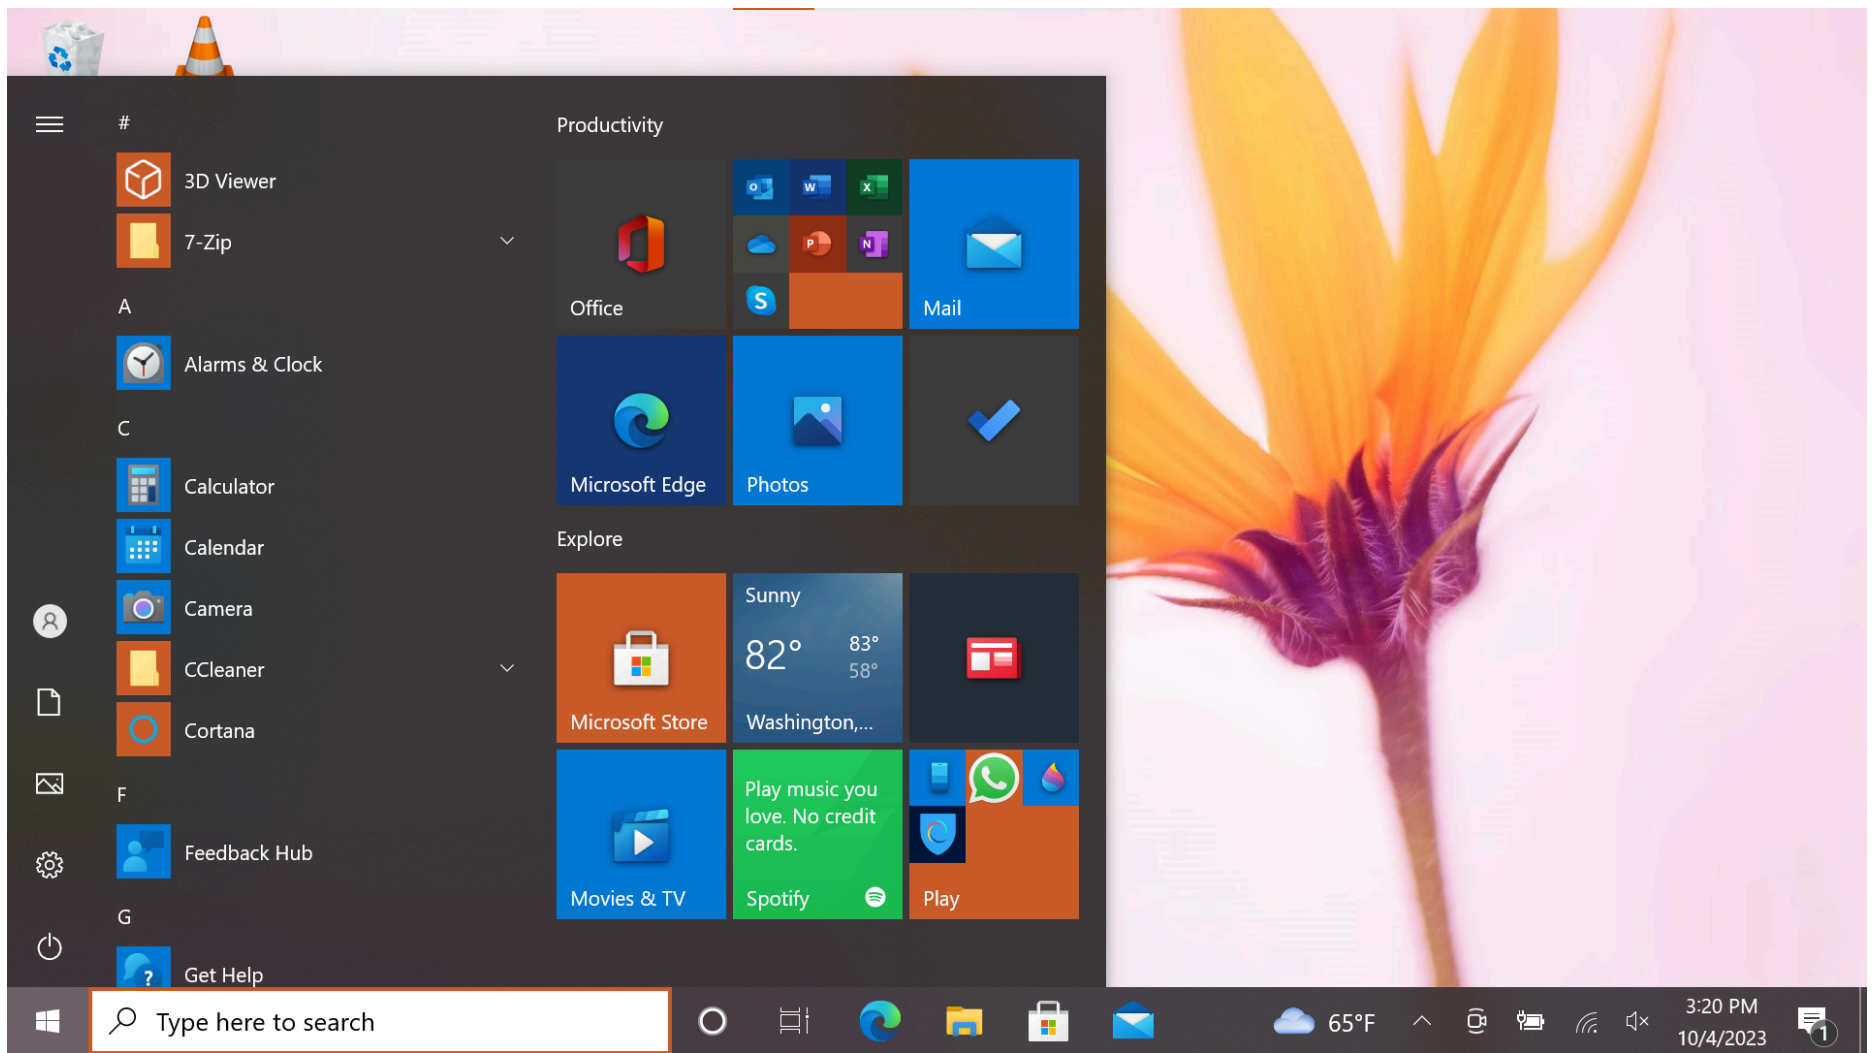 #
3D Viewer
7-Zip
A
Alarms & Clock
C
Calculator
Calendar
Camera
CCleaner
Cortana
F
Feedback Hub
G
Get Help
Productivity
Office
Mail
Microsoft Edge
Photos
Explore
Microsoft Store
Sunny
82°
83°
58°
Washington,...
Movies & TV
Play music you
love. No credit
cards.
Spotify
Play
Type here to search
65°F
3:20 PM
10/4/2023
1